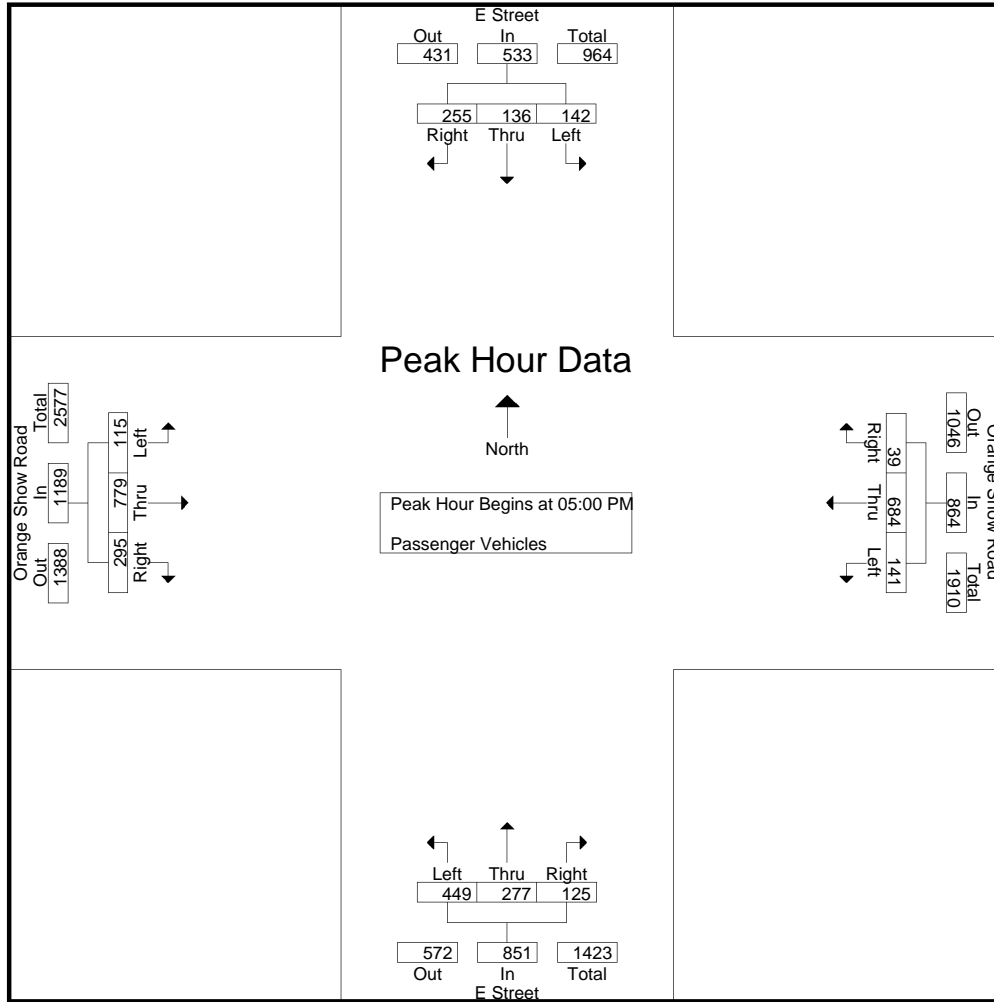 E Street
Out In Total
431 533 964
255 136 142
Right Thru Left
Peak Hour Data
North
Peak Hour Begins at 05:00 PM
Passenger Vehicles
Orange Show Road
Total In Out
2577 1189 1388
115 779 295
Left Thru Right
Orange Show Road
Out In Total
1046 864 1910
39 684 141
Right Thru Left
Left Thru Right
449 277 125
572 851 1423
Out In Total
E Street